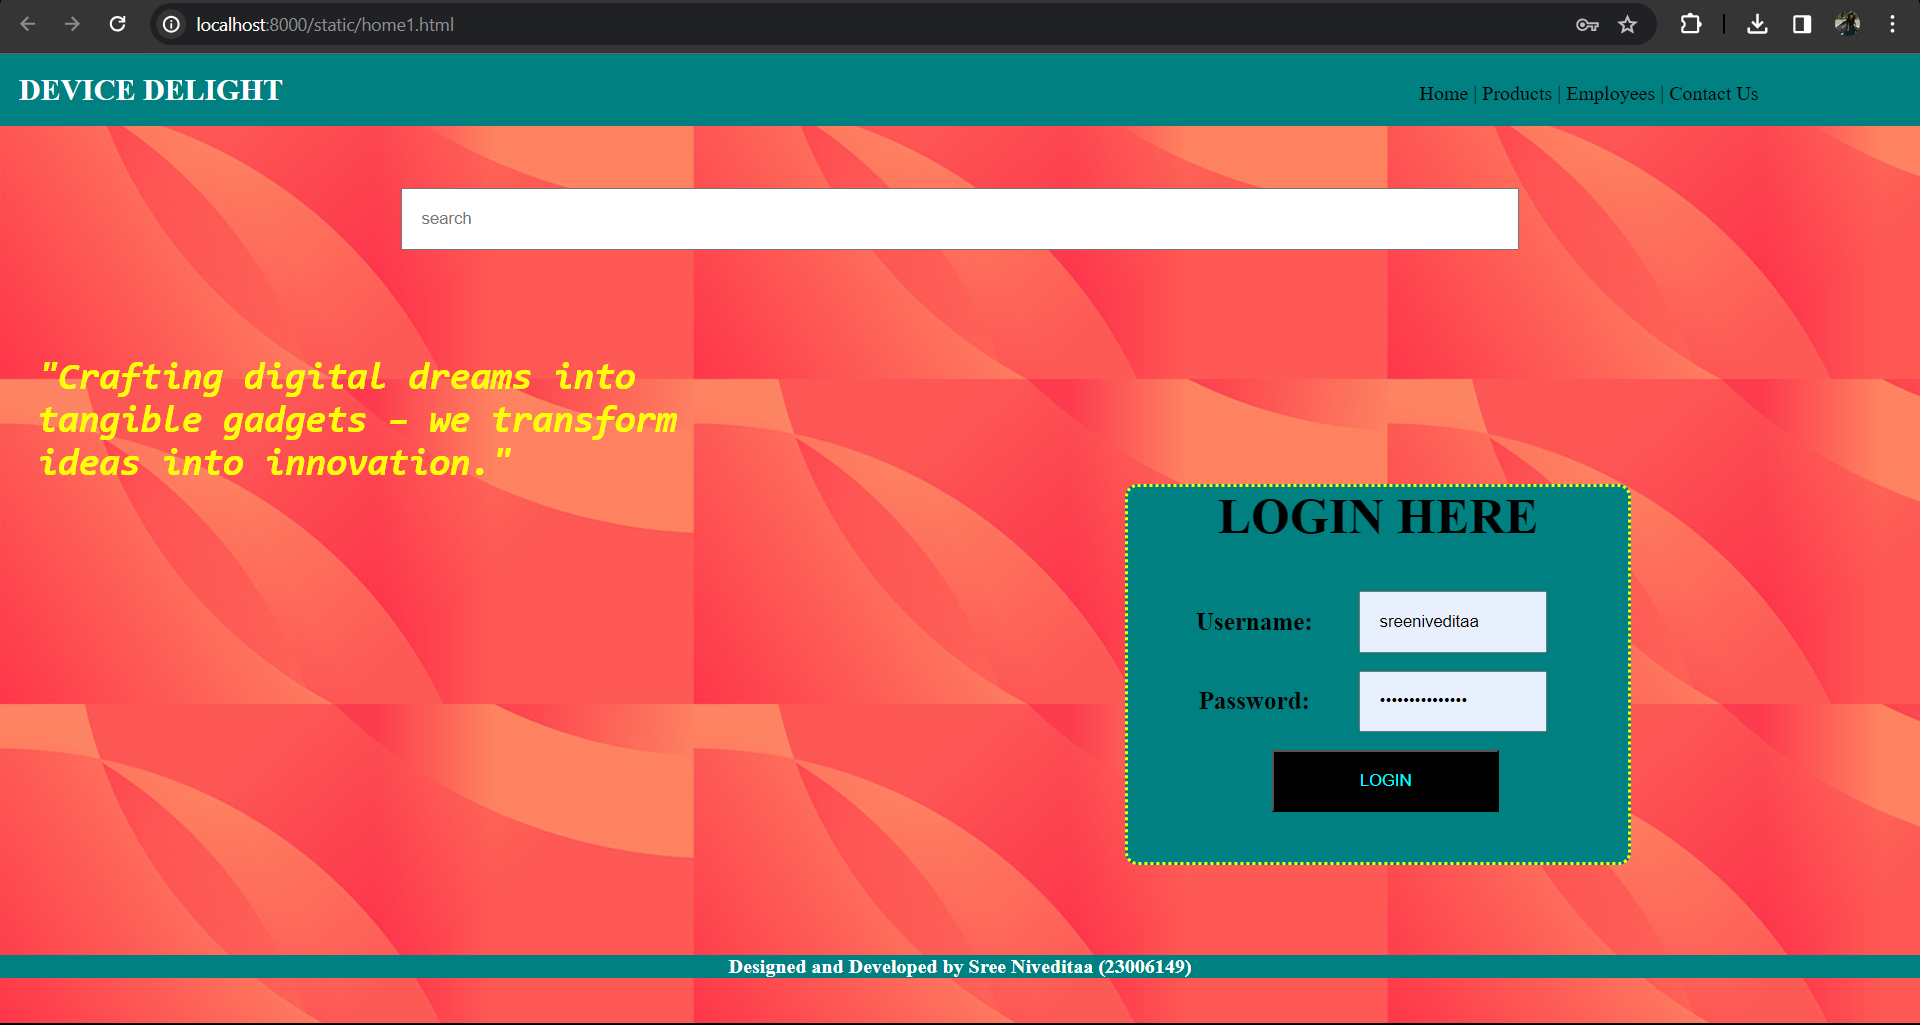 localhost:8000/static/home1.html
DEVICE DELIGHT
Home | Products | Employees | Contact Us
search
"Crafting digital dreams into
tangible gadgets – we transform
ideas into innovation."
LOGIN HERE
Username: sreeniveditaa
Password: •••••••••••••••
LOGIN
Designed and Developed by Sree Niveditaa (23006149)